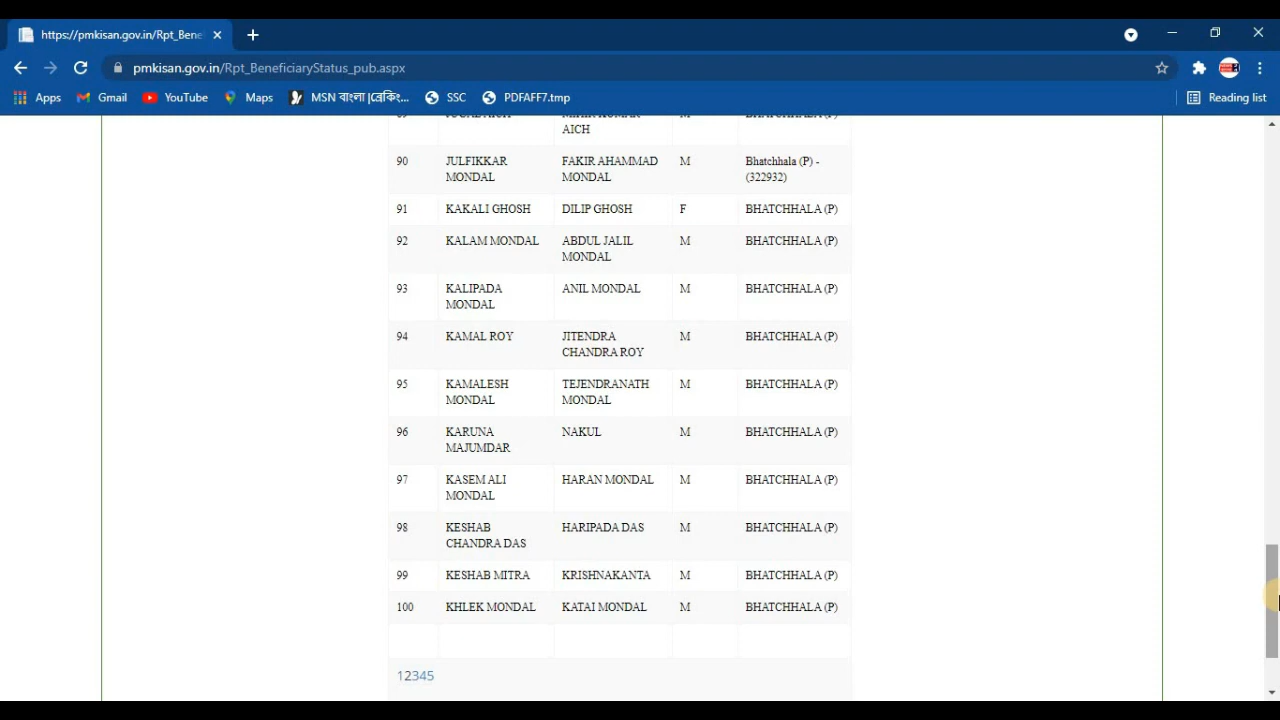 https://pmkisan.gov.in/Rpt_Bene
pmkisan.gov.in/Rpt_BeneficiaryStatus_pub.aspx
Apps Gmail YouTube Maps MSN বাংলা |ব্রেকিং... SSC PDFAFF7.tmp Reading list
AICH
90 JULFIKKAR FAKIR AHAMMAD M Bhatchhala (P) -
MONDAL MONDAL (322932)
91 KAKALI GHOSH DILIP GHOSH F BHATCHHALA (P)
92 KALAM MONDAL ABDUL JALIL M BHATCHHALA (P)
MONDAL
93 KALIPADA ANIL MONDAL M BHATCHHALA (P)
MONDAL
94 KAMAL ROY JITENDRA M BHATCHHALA (P)
CHANDRA ROY
95 KAMALESH TEJENDRANATH M BHATCHHALA (P)
MONDAL MONDAL
96 KARUNA NAKUL M BHATCHHALA (P)
MAJUMDAR
97 KASEM ALI HARAN MONDAL M BHATCHHALA (P)
MONDAL
98 KESHAB HARIPADA DAS M BHATCHHALA (P)
CHANDRA DAS
99 KESHAB MITRA KRISHNAKANTA M BHATCHHALA (P)
100 KHLEK MONDAL KATAI MONDAL M BHATCHHALA (P)
12345